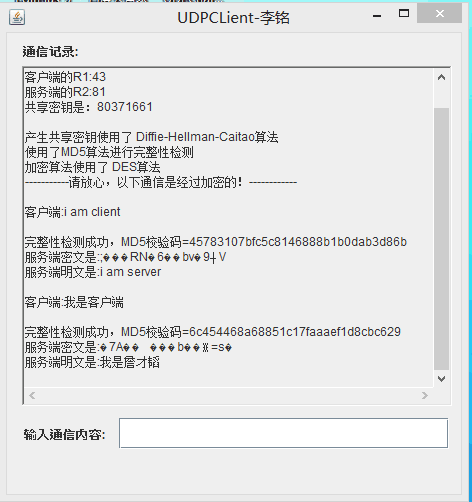 UDPCLient-李铭
通信记录:
客户端的R1:43
服务端的R2:81
共享密钥是：80371661
产生共享密钥使用了 Diffie-Hellman-Caitao算法
使用了MD5算法进行完整性检测
加密算法使用了 DES算法
-----------请放心，以下通信是经过加密的！------------
客户端:i am client
完整性检测成功，MD5校验码=45783107bfc5c8146888b1b0dab3d86b
服务端密文是:;���RN�6��bv�9┤V
服务端明文是:i am server
客户端:我是客户端
完整性检测成功，MD5校验码=6c454468a68851c17faaaef1d8cbc629
服务端密文是:�7A�� ���b��=s�
服务端明文是:我是詹才韬
输入通信内容: